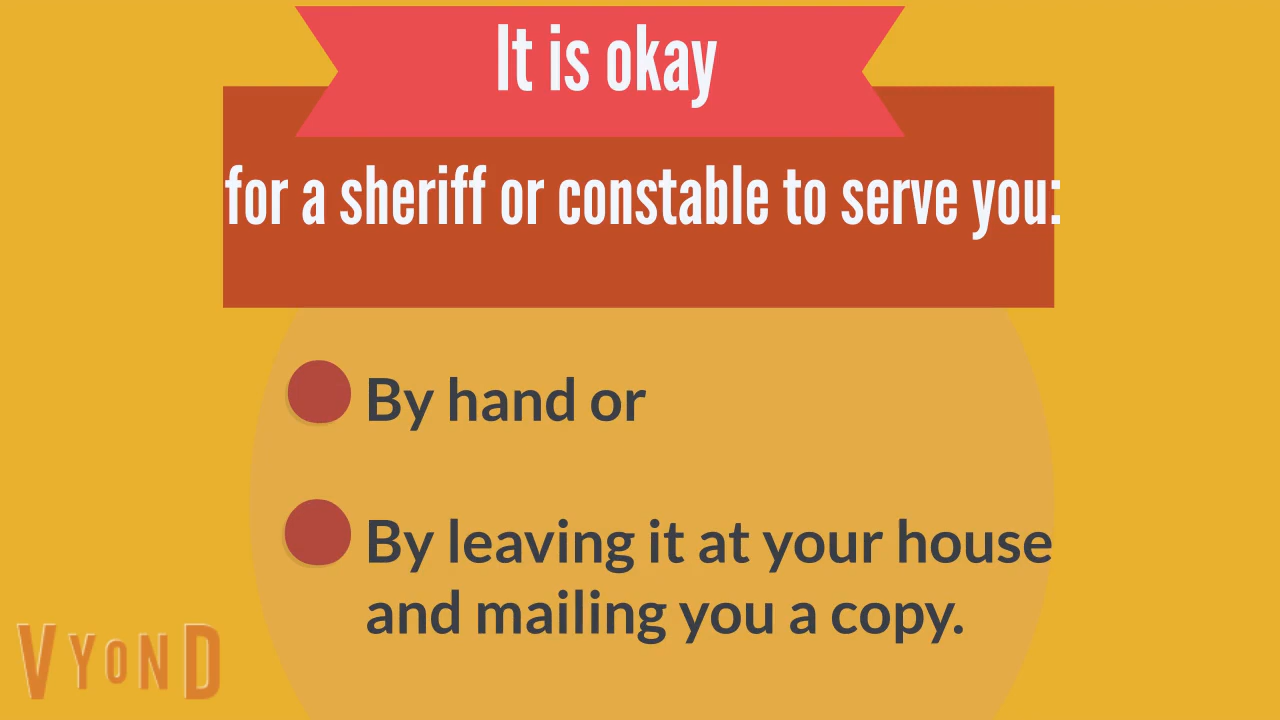 It is okay
for a sheriff or constable to serve you:
By hand or
By leaving it at your house
and mailing you a copy.
VYOND